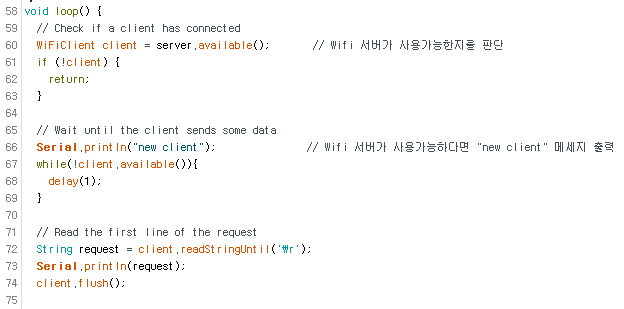 58 void loop() {
59 // Check if a client has connected
60 WiFiClient client = server.available(); // Wifi 서버가 사용가능한지를 판단
61 if (!client) {
62 return;
63 }
64
65 // Wait until the client sends some data
66 Serial.println("new client"); // Wifi 서버가 사용가능하다면 "new client" 메세지 출력
67 while(!client.available()){
68 delay(1);
69 }
70
71 // Read the first line of the request
72 String request = client.readStringUntil('₩r');
73 Serial.println(request);
74 client.flush();
75